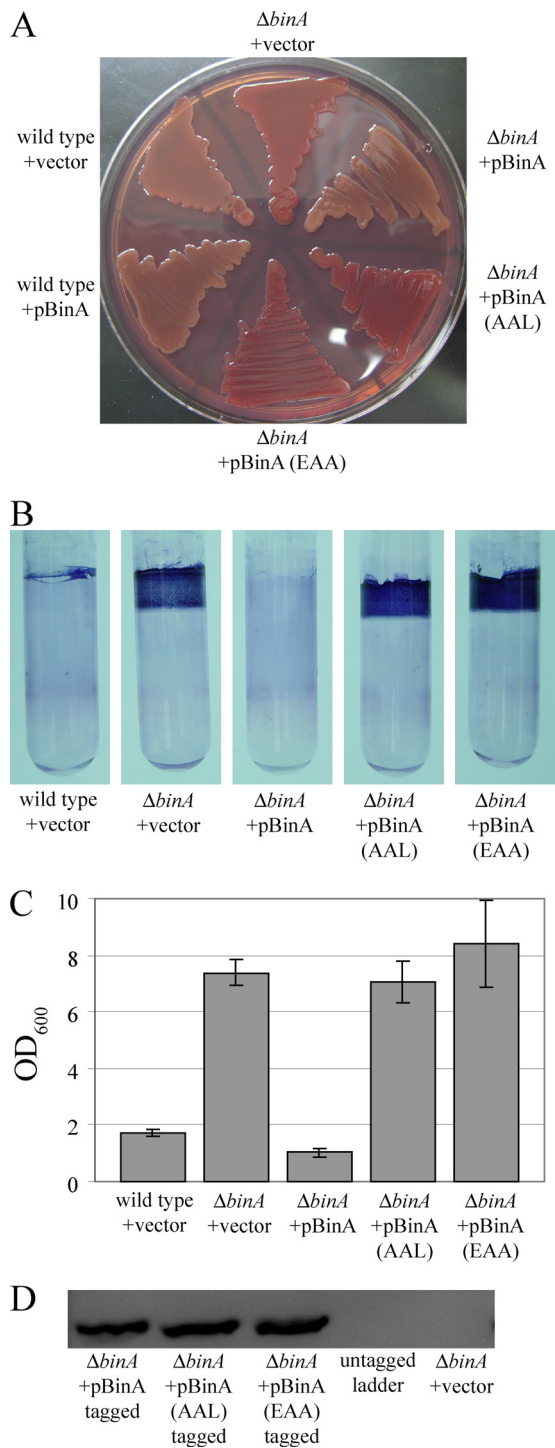 A
ΔbinA
+vector
wild type
+vector
ΔbinA
+pBinA
wild type
+pBinA
ΔbinA
+pBinA
(AAL)
ΔbinA
+pBinA (EAA)
B
wild type
+vector
ΔbinA
+vector
ΔbinA
+pBinA
ΔbinA
+pBinA
(AAL)
ΔbinA
+pBinA
(EAA)
C
10
8
6
4
2
0
OD600
wild type
+vector
ΔbinA
+vector
ΔbinA
+pBinA
ΔbinA
+pBinA
(AAL)
ΔbinA
+pBinA
(EAA)
D
ΔbinA
+pBinA
tagged
ΔbinA
+pBinA
(AAL)
tagged
ΔbinA
+pBinA
(EAA)
tagged
untagged
ladder
ΔbinA
+vector